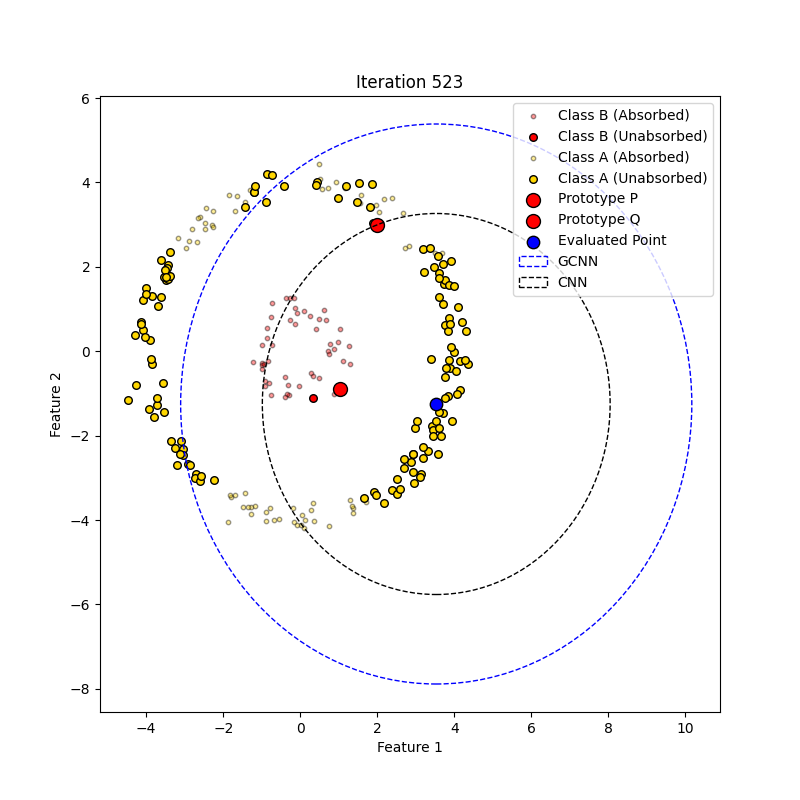 Iteration 523
Class B (Absorbed)
Class B (Unabsorbed)
Class A (Absorbed)
Class A (Unabsorbed)
Prototype P
Prototype Q
Evaluated Point
GCNN
CNN
6
4
2
0
−2
−4
−6
−8
Feature 2
−4 −2 0 2 4 6 8 10
Feature 1